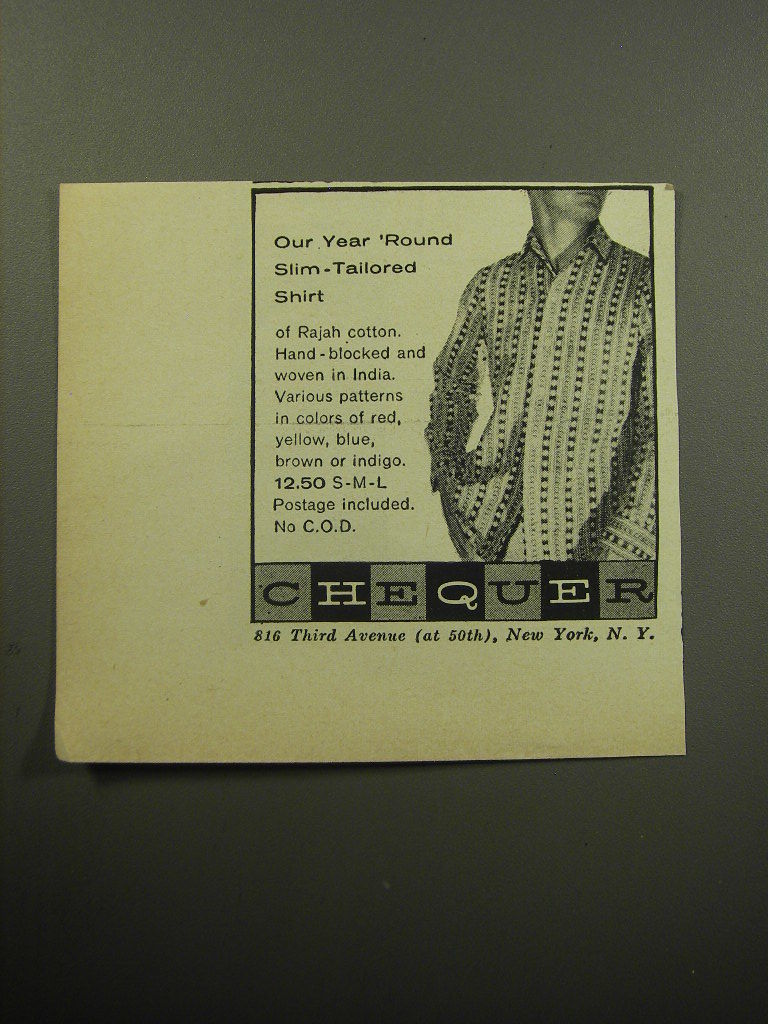 Our Year 'Round
Slim-Tailored
Shirt
of Rajah cotton.
Hand-blocked and
woven in India.
Various patterns
in colors of red,
yellow, blue,
brown or indigo.
12.50 S-M-L
Postage included.
No C.O.D.
CHEQUER
816 Third Avenue (at 50th), New York, N. Y.